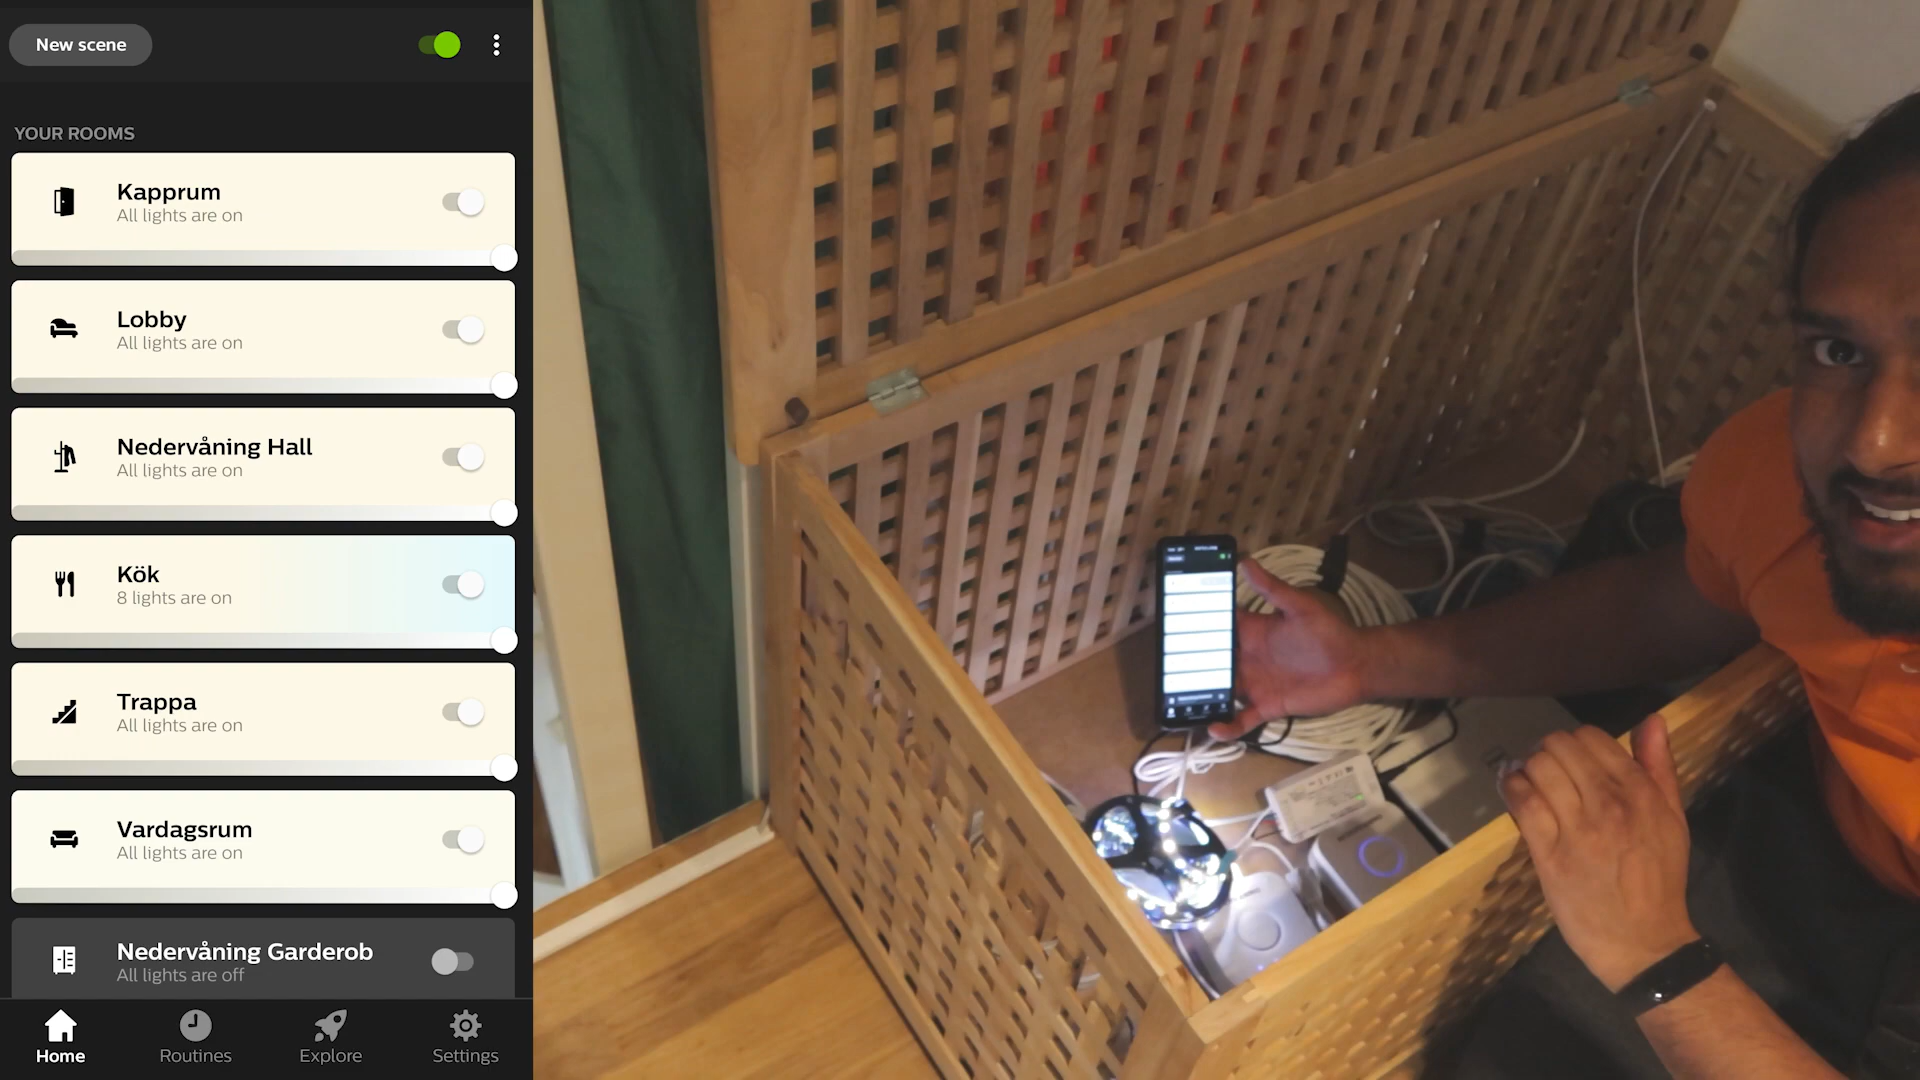 New scene
YOUR ROOMS
Kapprum
All lights are on
Lobby
All lights are on
Nedervåning Hall
All lights are on
Kök
8 lights are on
Trappa
All lights are on
Vardagsrum
All lights are on
Nedervåning Garderob
All lights are off
Home
Routines
Explore
Settings